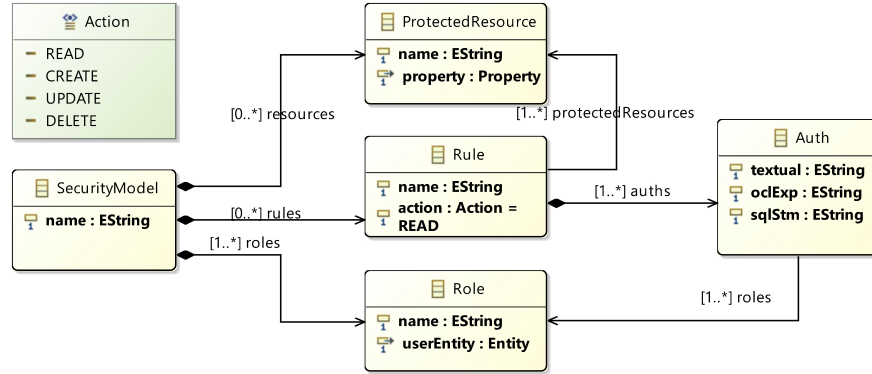 Action
READ
CREATE
UPDATE
DELETE
ProtectedResource
name : EString
property : Property
[0..*] resources
[1..*] protectedResources
SecurityModel
name : EString
[0..*] rules
[1..*] roles
Rule
name : EString
action : Action =
READ
[1..*] auths
Auth
textual : EString
oclExp : EString
sqlStm : EString
[1..*] roles
Role
name : EString
userEntity : Entity